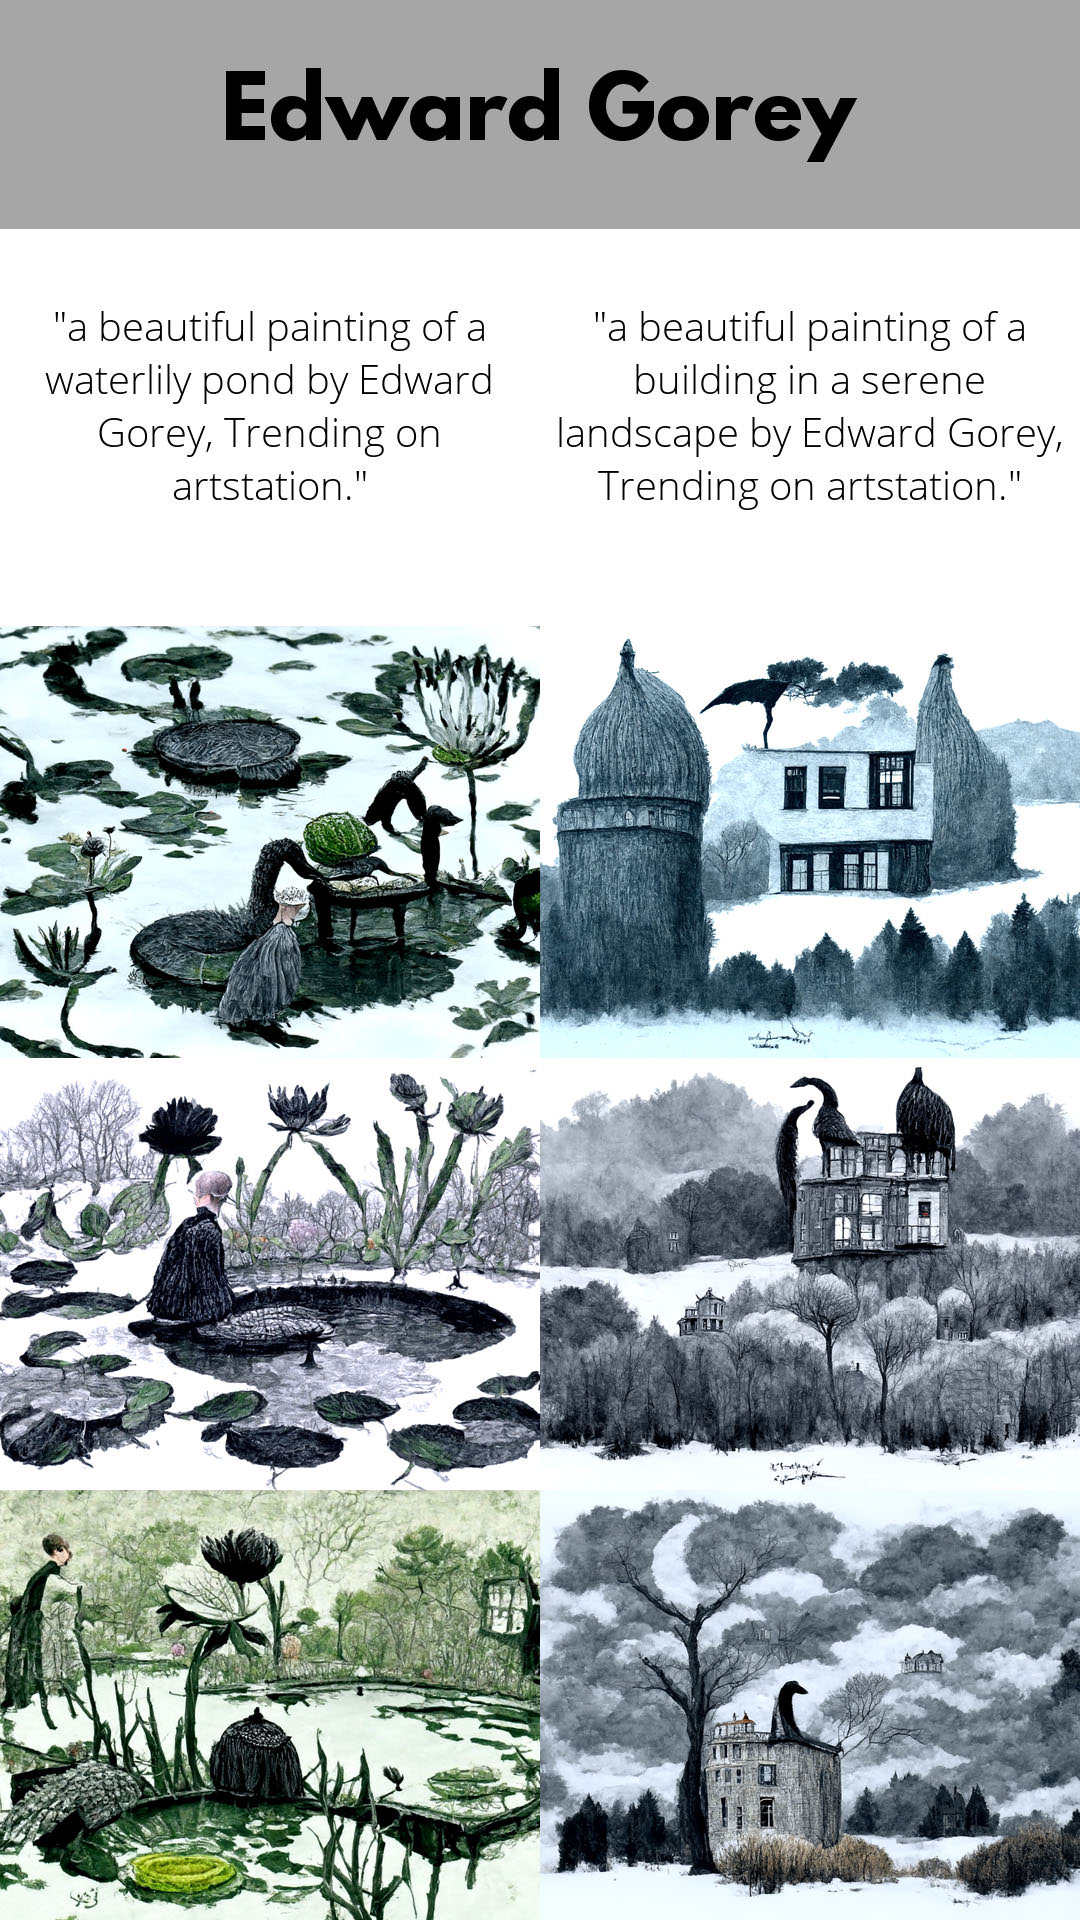 Edward Gorey
"a beautiful painting of a
waterlily pond by Edward
Gorey, Trending on
artstation."
"a beautiful painting of a
building in a serene
landscape by Edward Gorey,
Trending on artstation."